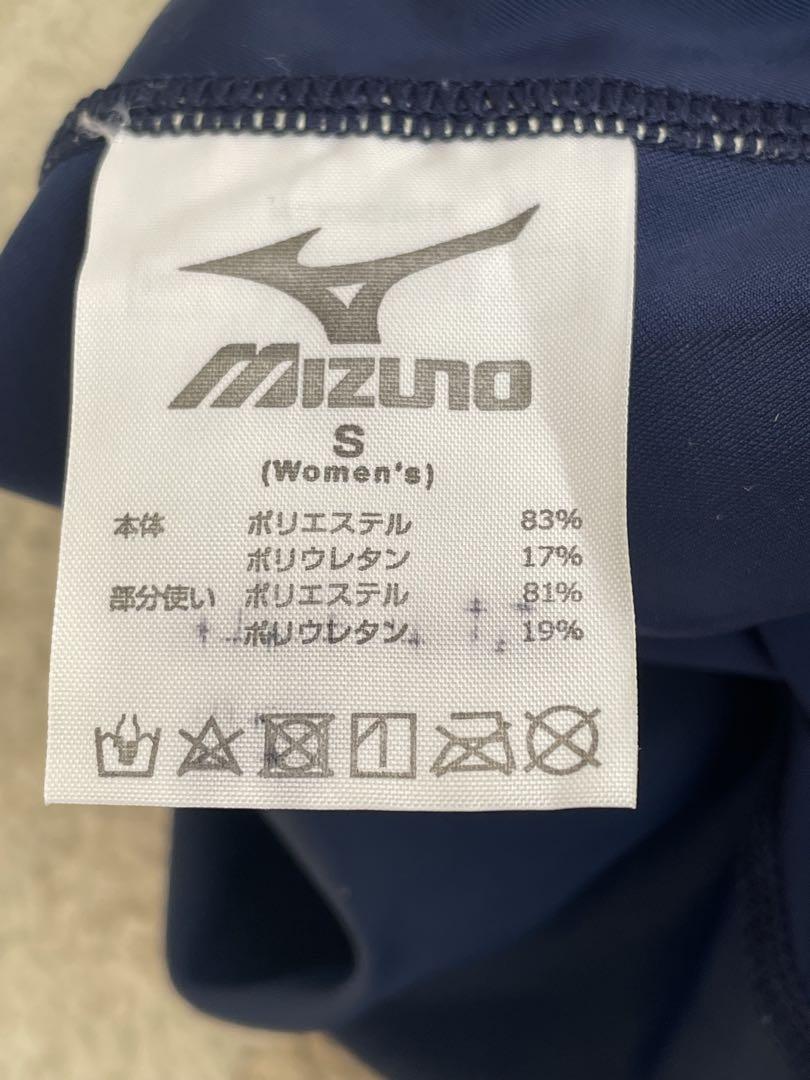 MIZUNO
S
(Women's)
本体 ポリエステル 83%
ポリウレタン 17%
部分使い ポリエステル 81%
ポリウレタン 19%